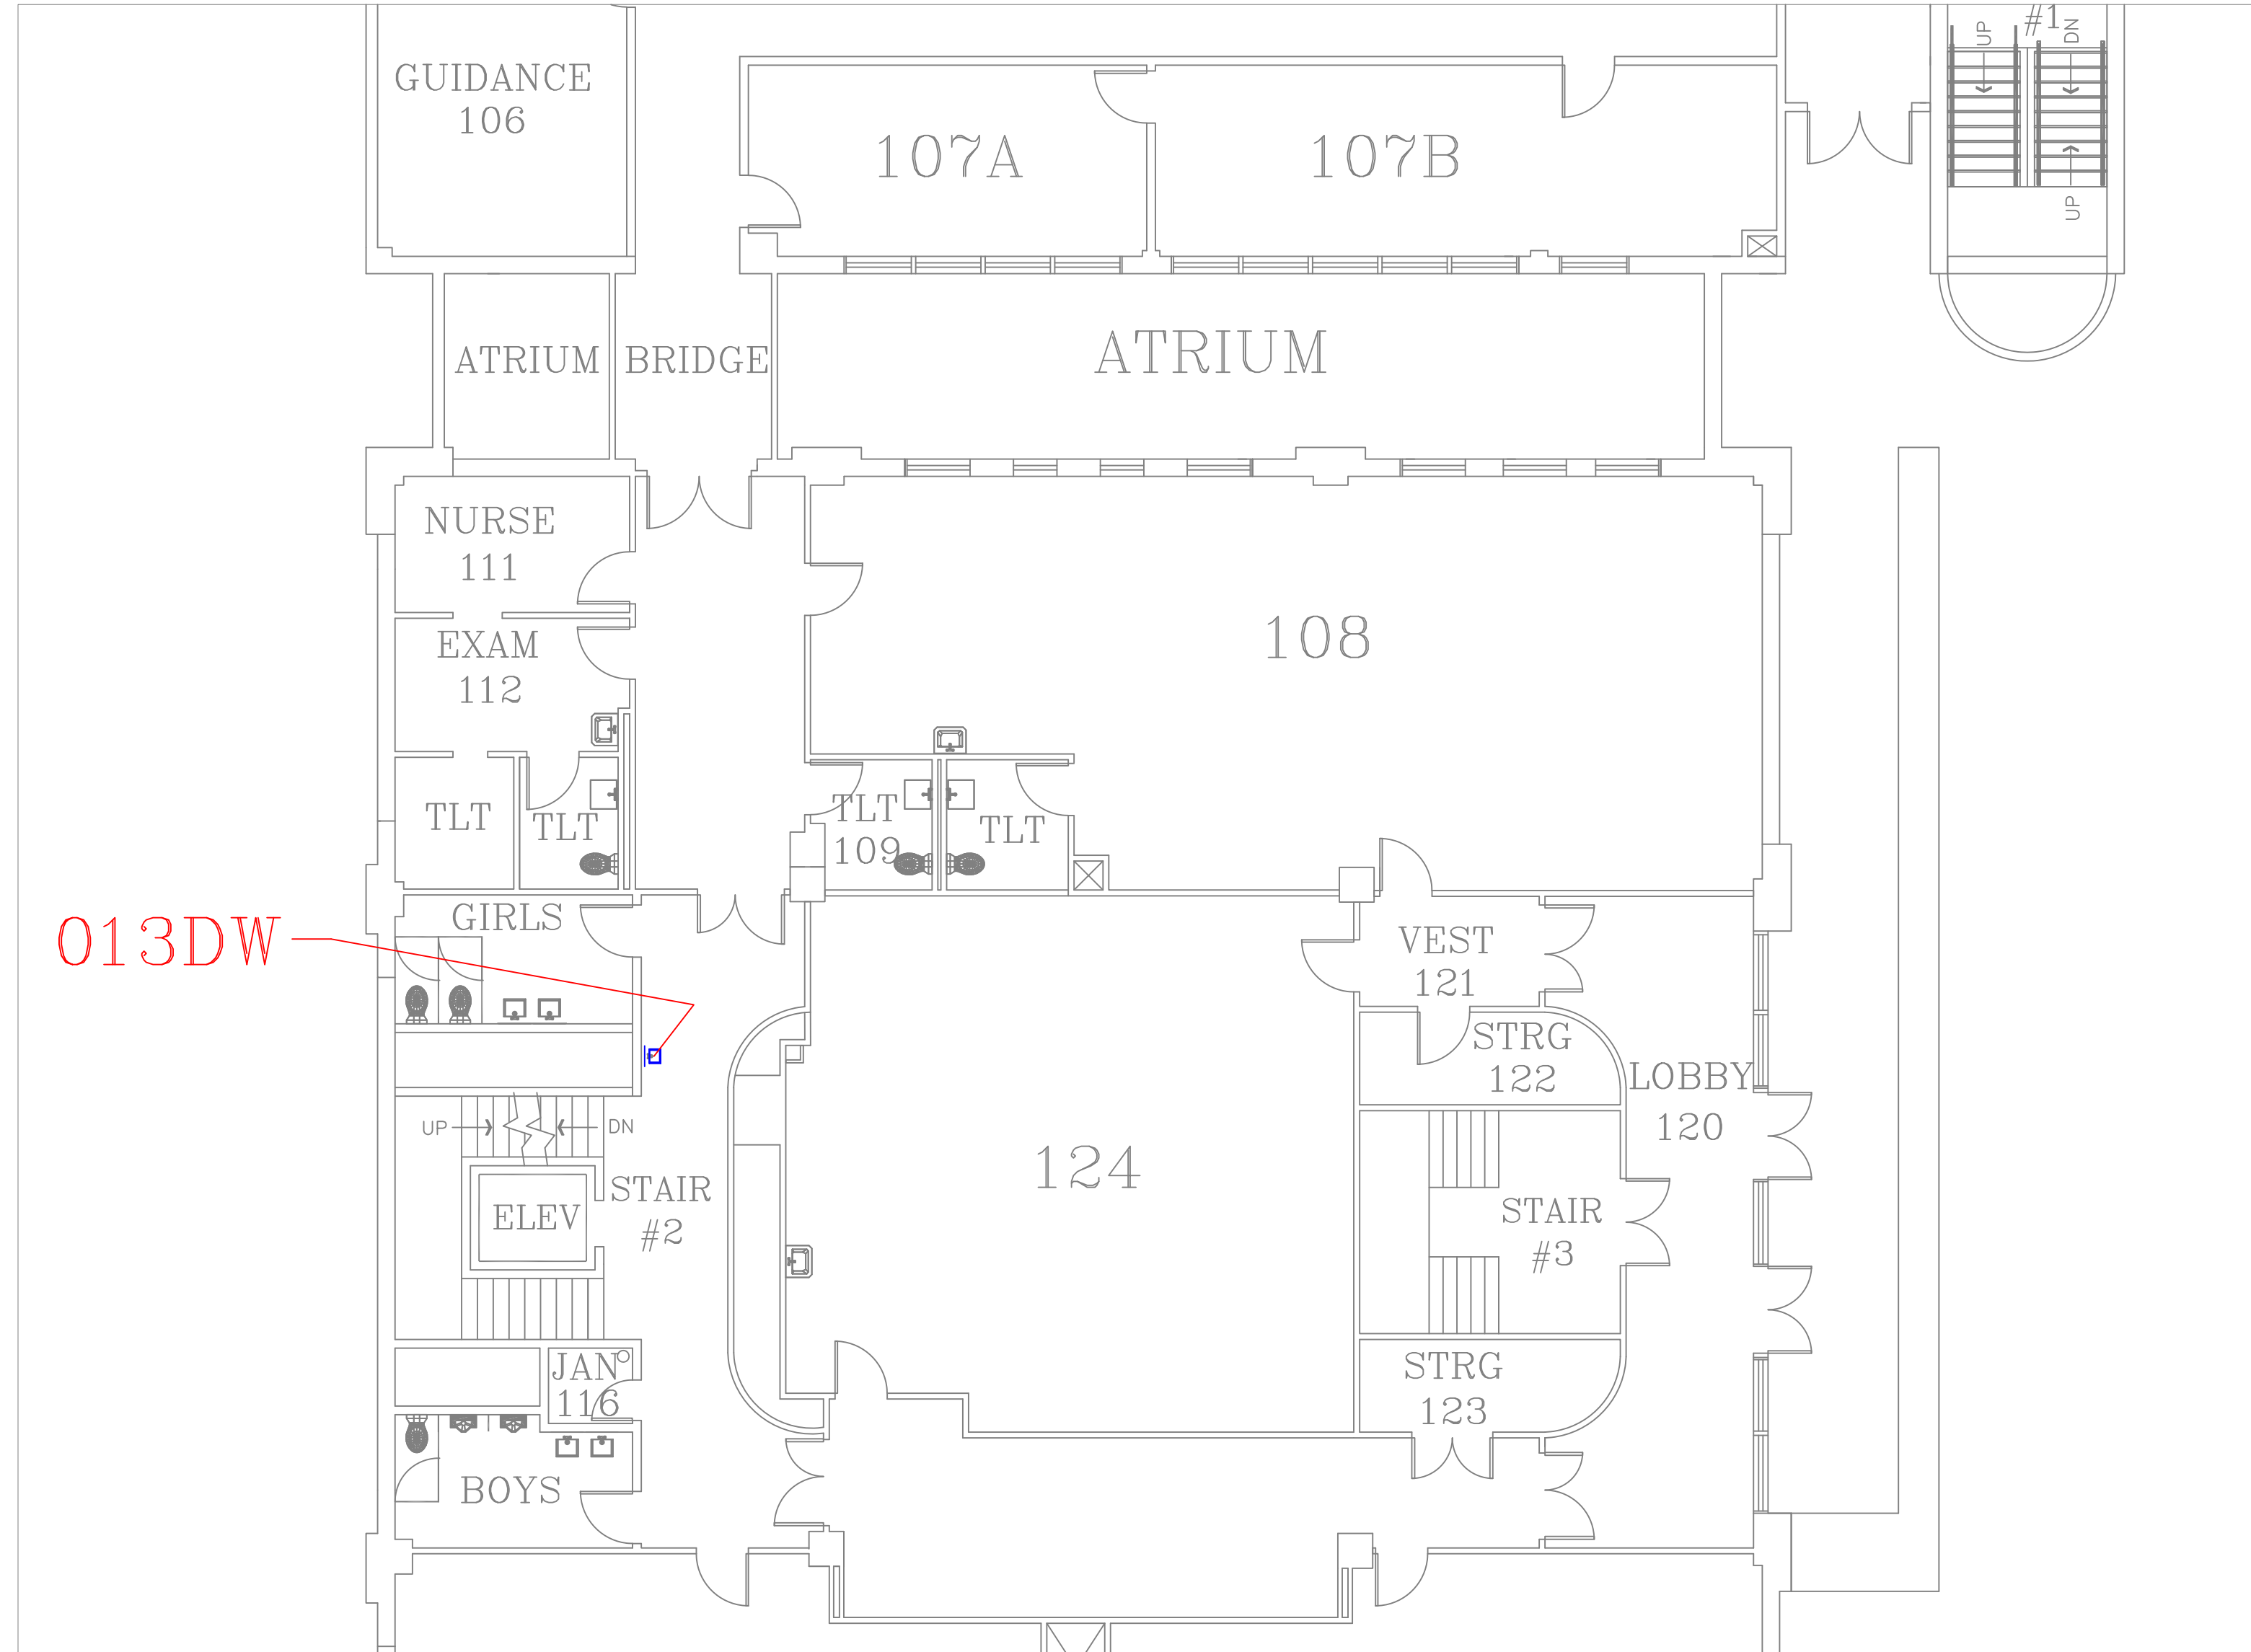 #1
UP
DN
GUIDANCE
106
107A
107B
UP
ATRIUM
BRIDGE
ATRIUM
NURSE
111
EXAM
112
108
TLT
TLT
TLT
109
TLT
GIRLS
013DW
VEST
121
STRG
122
LOBBY
120
UP
DN
124
STAIR
#2
ELEV
STAIR
#3
JAN
116
STRG
123
BOYS